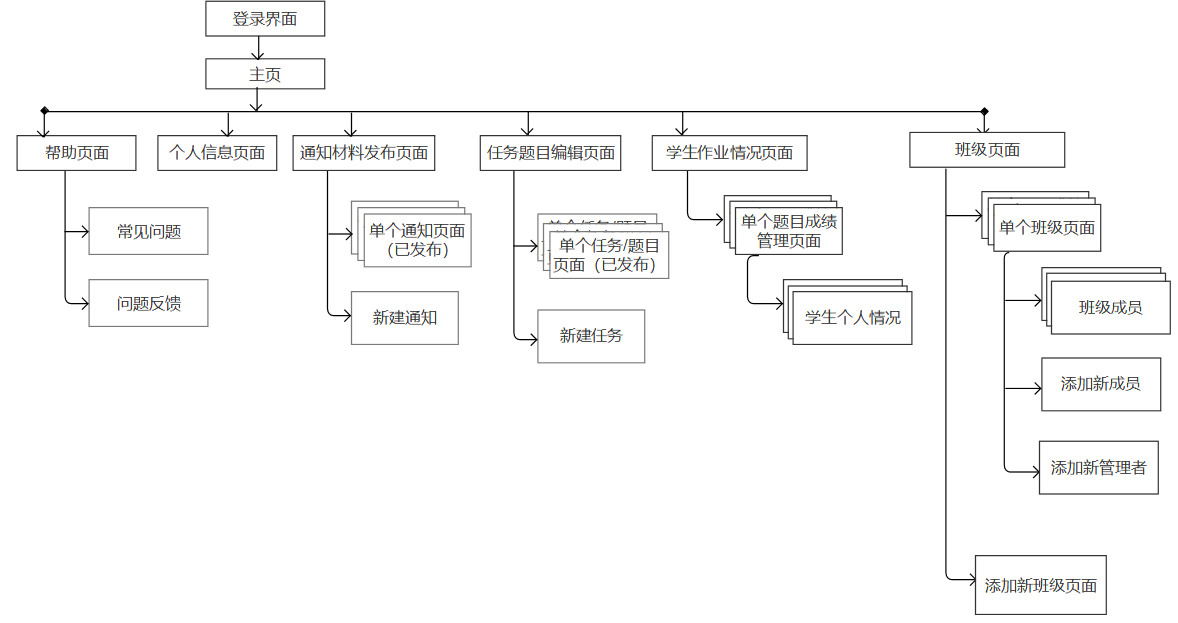 登录界面
主页
帮助页面
个人信息页面
通知材料发布页面
任务题目编辑页面
学生作业情况页面
班级页面
常见问题
问题反馈
单个通知页面
（已发布）
新建通知
单个任务/题目
页面（已发布）
新建任务
单个题目成绩
管理页面
学生个人情况
单个班级页面
班级成员
添加新成员
添加新管理者
添加新班级页面